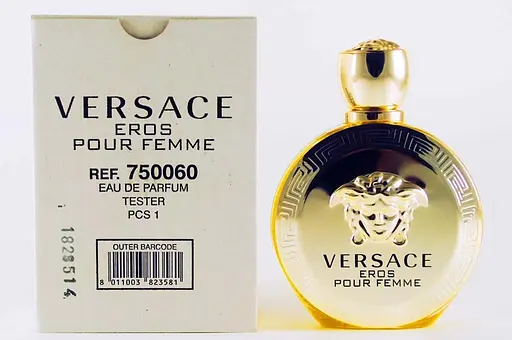 VERSACE
EROS
POUR FEMME
REF. 750060
EAU DE PARFUM
TESTER
PCS 1
OUTER BARCODE
8 011003 823581
VERSACE
EROS
POUR FEMME